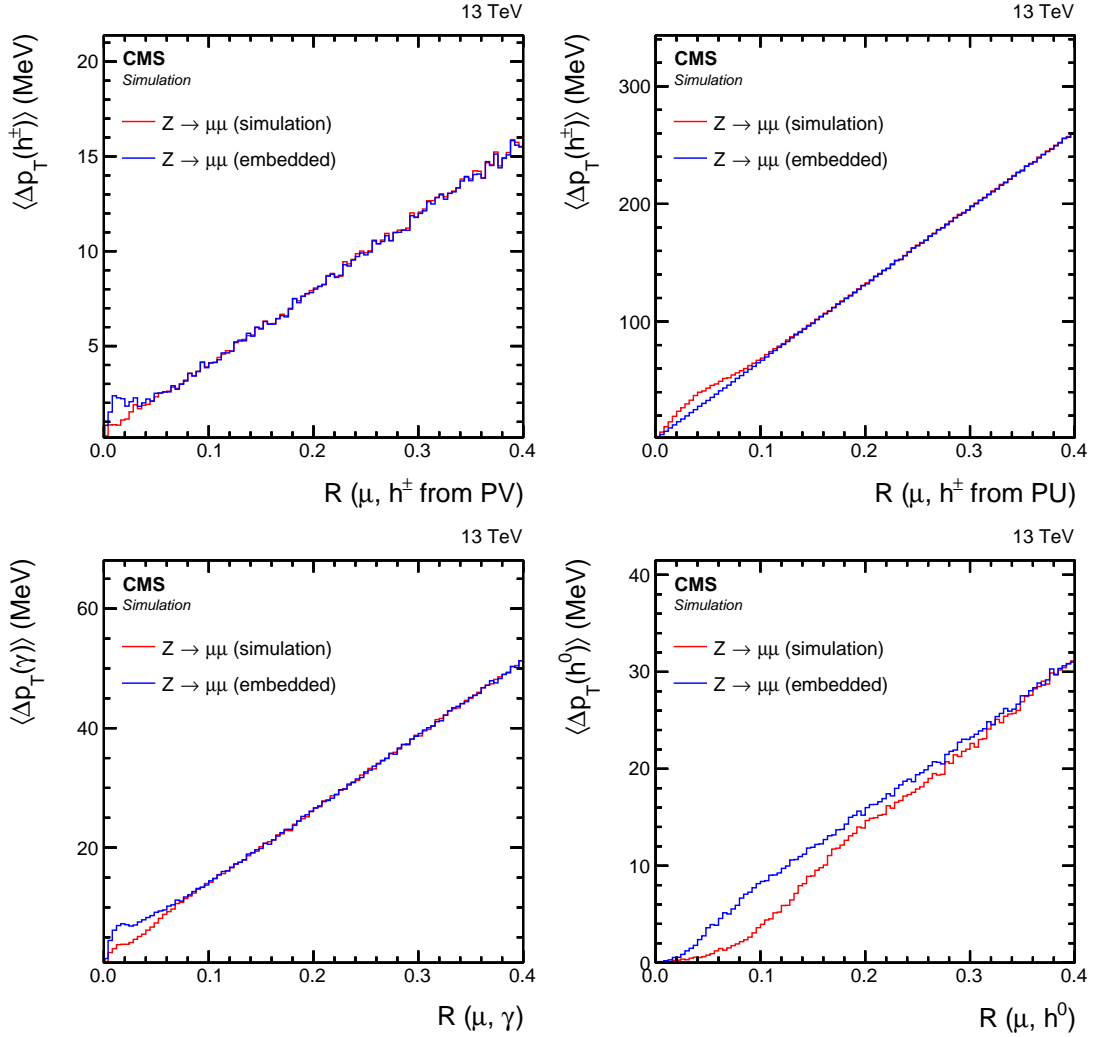 13 TeV
CMS
Simulation
Z → μμ (simulation)
Z → μμ (embedded)
⟨Δp_T(h^±)⟩ (MeV)
20
15
10
5
0.0 0.1 0.2 0.3 0.4
R (μ, h^± from PV)
13 TeV
CMS
Simulation
Z → μμ (simulation)
Z → μμ (embedded)
⟨Δp_T(h^±)⟩ (MeV)
300
200
100
0.0 0.1 0.2 0.3 0.4
R (μ, h^± from PU)
13 TeV
CMS
Simulation
Z → μμ (simulation)
Z → μμ (embedded)
⟨Δp_T(γ)⟩ (MeV)
60
40
20
0.0 0.1 0.2 0.3 0.4
R (μ, γ)
13 TeV
CMS
Simulation
Z → μμ (simulation)
Z → μμ (embedded)
⟨Δp_T(h^0)⟩ (MeV)
40
30
20
10
0
0.0 0.1 0.2 0.3 0.4
R (μ, h^0)